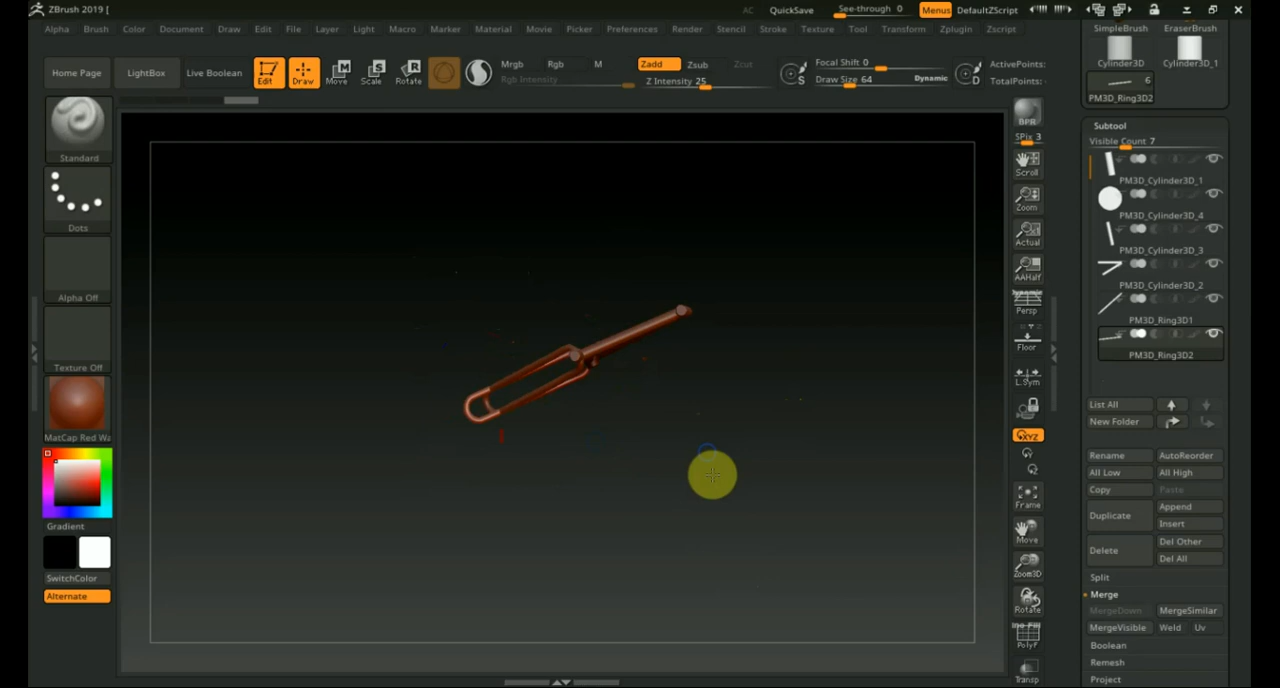 ZBrush 2019 [
AC QuickSave See-through 0 Menus DefaultZScript
Alpha Brush Color Document Draw Edit File Layer Light Macro Marker Material Movie Picker Preferences Render Stencil Stroke Texture Tool Transform Zplugin Zscript
Home Page LightBox Live Boolean Edit Draw Move Scale Rotate
Mrgb Rgb M
Rgb Intensity
Zadd Zsub Zcut
Z Intensity 25
Focal Shift 0
Draw Size 64 Dynamic
ActivePoints:
TotalPoints:
S
D
Standard
Dots
Alpha Off
Texture Off
MatCap Red Wa
Gradient
SwitchColor
Alternate
BPR
SPix 3
Scroll
Zoom
Actual
AAHalf
Dynamic
Persp
Floor
L.Sym
XYZ
Frame
Move
Zoom3D
Rotate
PolyF
Transp
SimpleBrush EraserBrush
Cylinder3D Cylinder3D_1
6
PM3D_Ring3D2
Subtool
Visible Count 7
PM3D_Cylinder3D_1
PM3D_Cylinder3D_4
PM3D_Cylinder3D_3
PM3D_Cylinder3D_2
PM3D_Ring3D1
PM3D_Ring3D2
List All
New Folder
Rename AutoReorder
All Low All High
Copy Paste
Duplicate Append
Insert
Delete Del Other
Del All
Split
Merge
MergeDown MergeSimilar
MergeVisible Weld Uv
Boolean
Remesh
Project